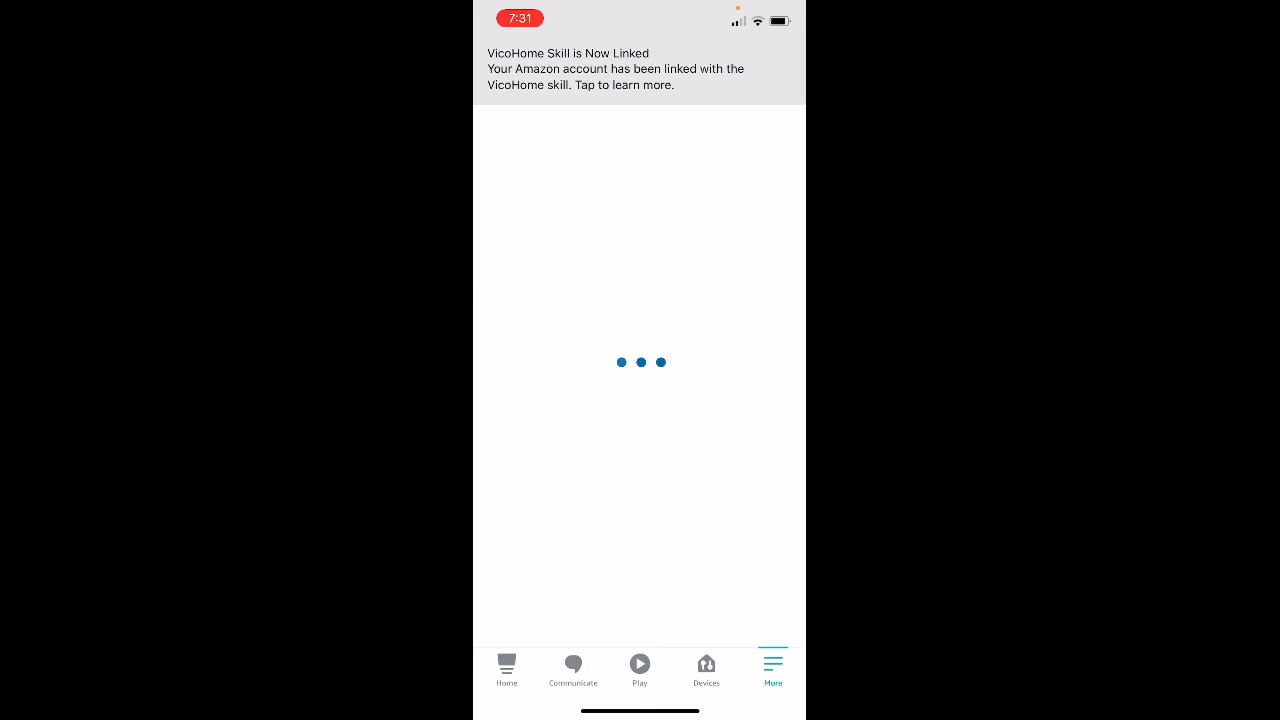 7:31
VicoHome Skill is Now Linked
Your Amazon account has been linked with the
VicoHome skill. Tap to learn more.
Home Communicate Play Devices More